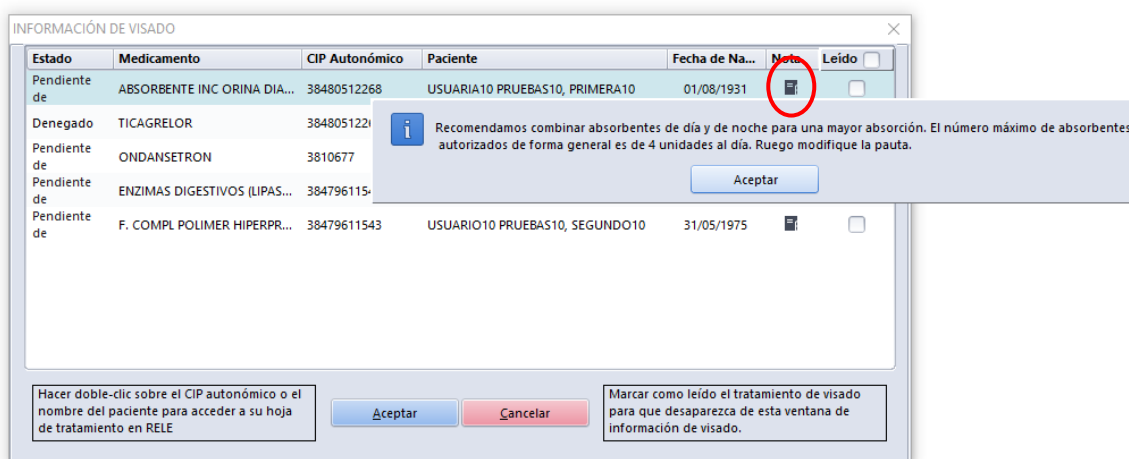 INFORMACIÓN DE VISADO
Estado Medicamento CIP Autonómico Paciente Fecha de Na... Nota Leído
Pendiente de ABSORBENTE INC ORINA DIA... 38480512268 USUARIA10 PRUEBAS10, PRIMERA10 01/08/1931
Denegado TICAGRELOR
Recomendamos combinar absorbentes de día y de noche para una mayor absorción. El número máximo de absorbentes
autorizados de forma general es de 4 unidades al día. Ruego modifique la pauta.
Aceptar
Pendiente de ONDANSETRON 3810677
Pendiente de ENZIMAS DIGESTIVOS (LIPAS...
Pendiente de F. COMPL POLIMER HIPERPR... 38479611543 USUARIO10 PRUEBAS10, SEGUNDO10 31/05/1975
Hacer doble-clic sobre el CIP autonómico o el
nombre del paciente para acceder a su hoja
de tratamiento en RELE
Aceptar Cancelar
Marcar como leído el tratamiento de visado
para que desaparezca de esta ventana de
información de visado.